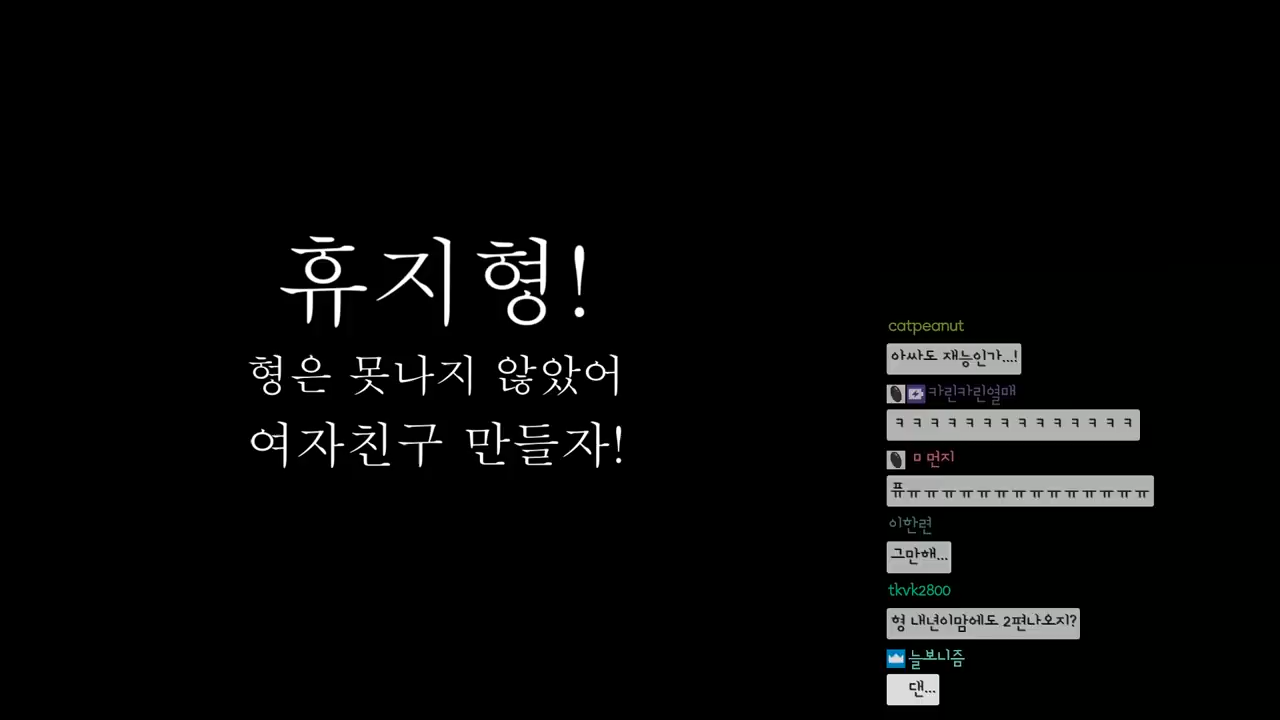 휴지형!
형은 못나지 않았어
여자친구 만들자!
catpeanut
아싸도 재능인가...!
카린카린열매
ㅋㅋㅋㅋㅋㅋㅋㅋㅋㅋㅋㅋㅋㅋ
ㅁ먼지
퓨ㅠㅠㅠㅠㅠㅠㅠㅠㅠㅠㅠㅠㅠㅠ
이한련
그만해...
tkvk2800
형 내년이맘에도 2편나오지?
늘보니즘
댄...